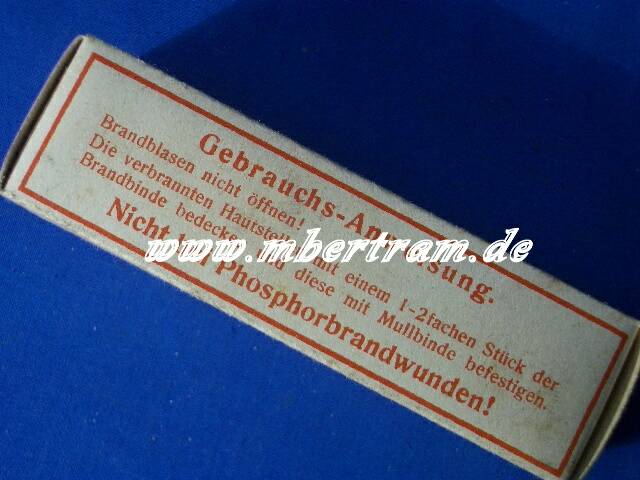 Gebrauchs-Anweisung.
Brandblasen nicht öffnen!
Die verbrannten Hautstellen mit einem 1-2fachen Stück der
Brandbinde bedecken und diese mit Mullbinde befestigen.
Nicht bei Phosphorbrandwunden!
www.mbertram.de